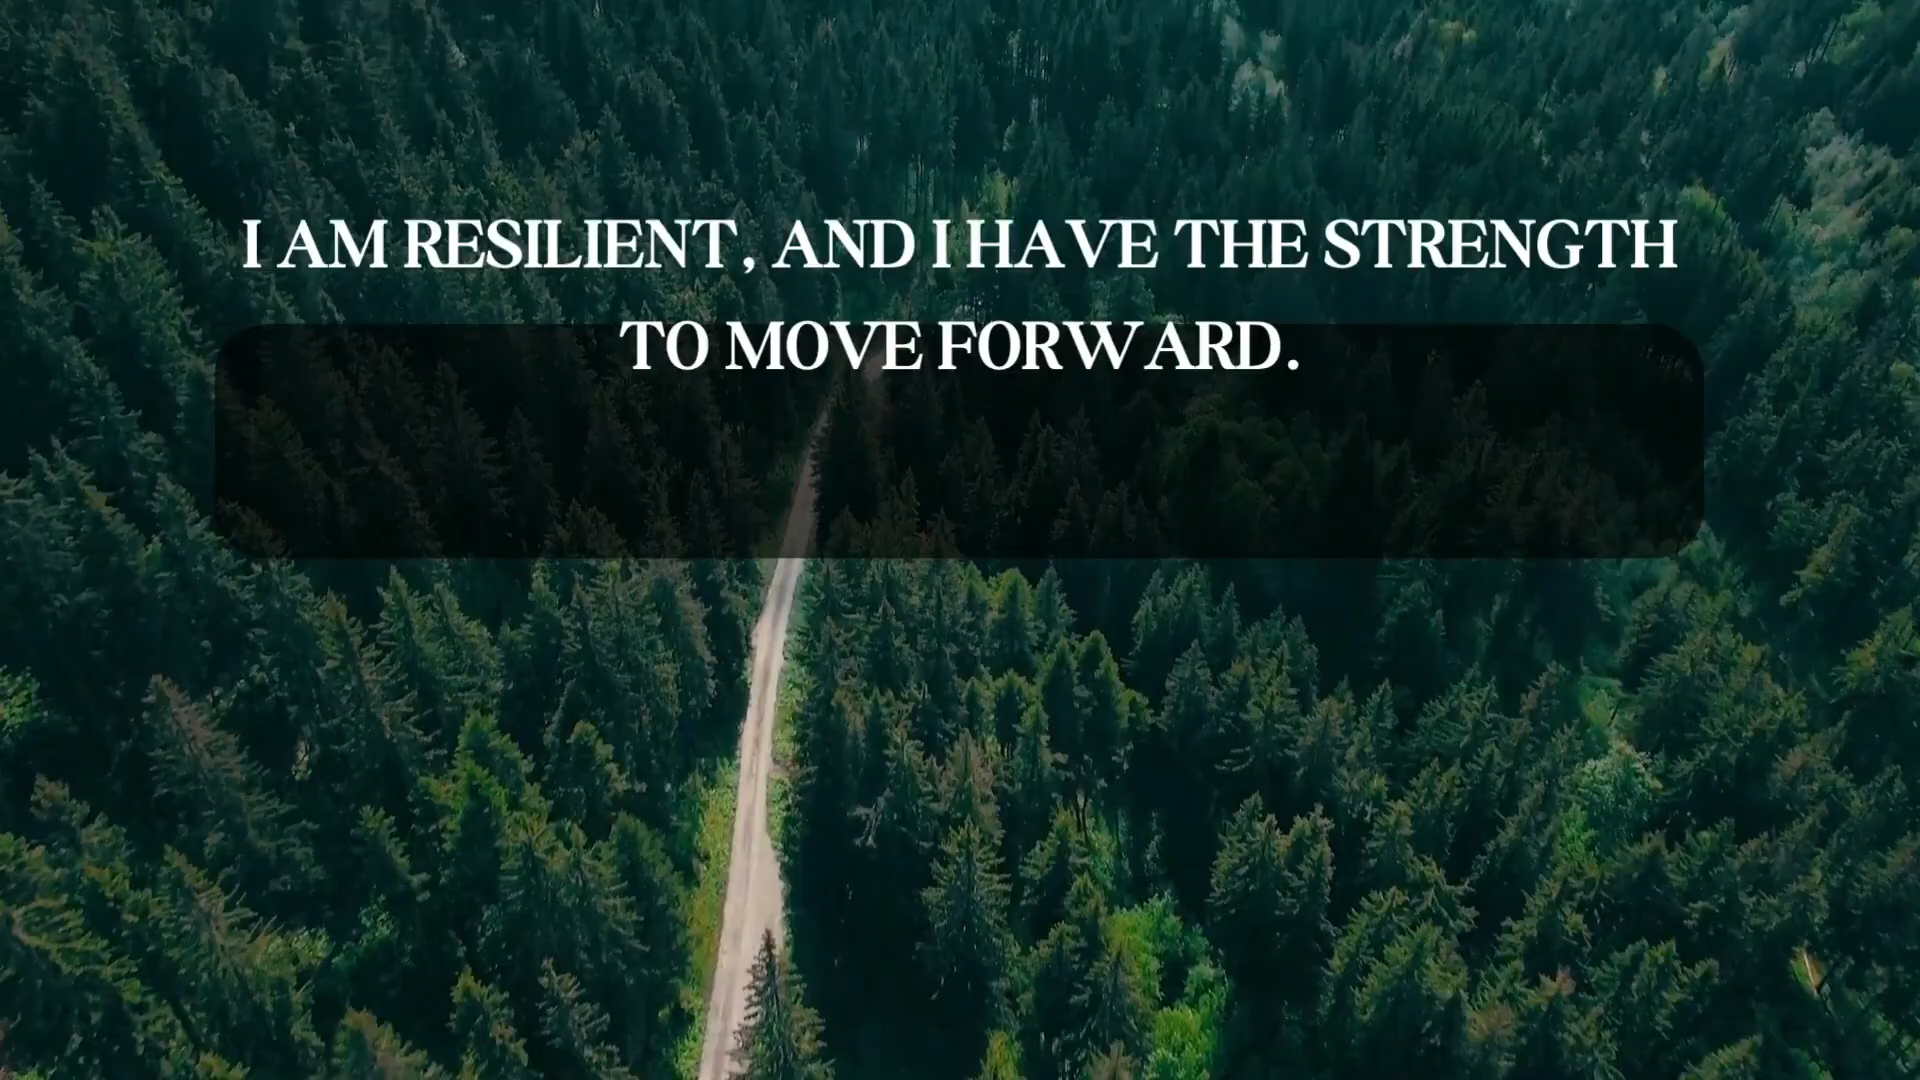 I AM RESILIENT, AND I HAVE THE STRENGTH
TO MOVE FORWARD.